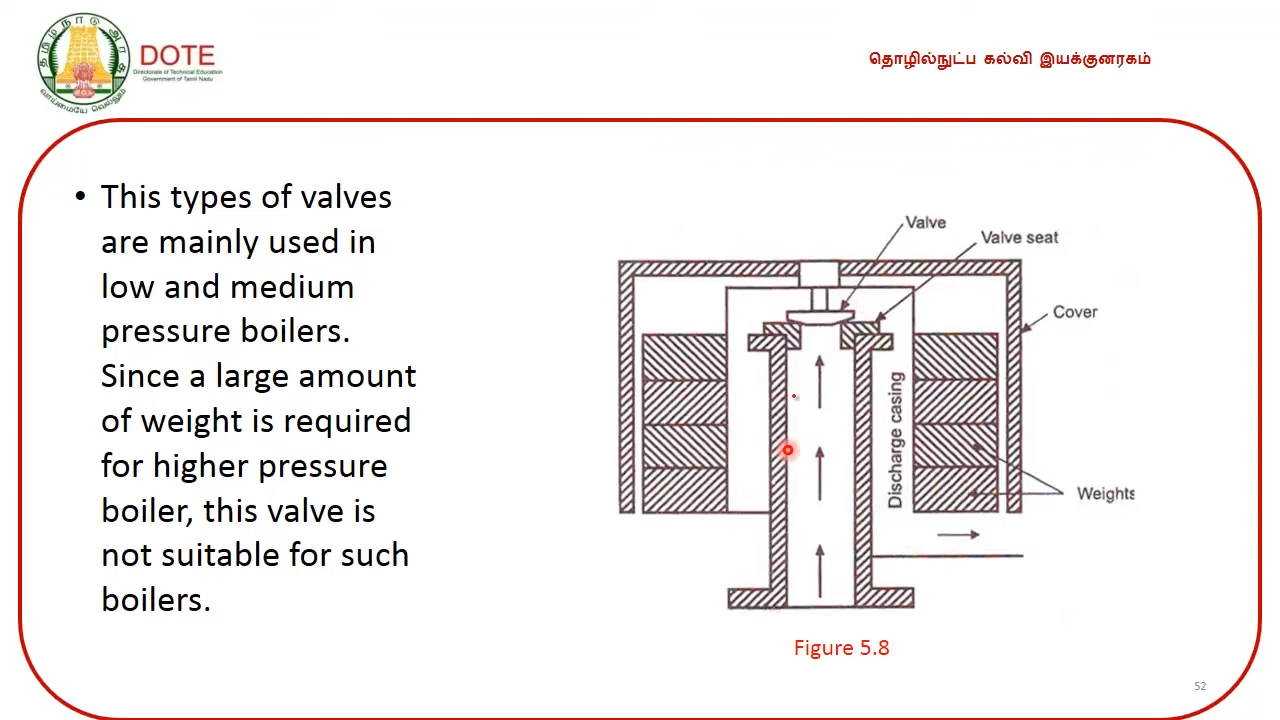 தமிழ்நாடு அரசு
வாய்மையே வெல்லும்
DOTE
Directorate of Technical Education
Government of Tamil Nadu
தொழில்நுட்ப கல்வி இயக்குனரகம்
• This types of valves
are mainly used in
low and medium
pressure boilers.
Since a large amount
of weight is required
for higher pressure
boiler, this valve is
not suitable for such
boilers.
Valve
Valve seat
Cover
Discharge casing
Weights
Figure 5.8
52